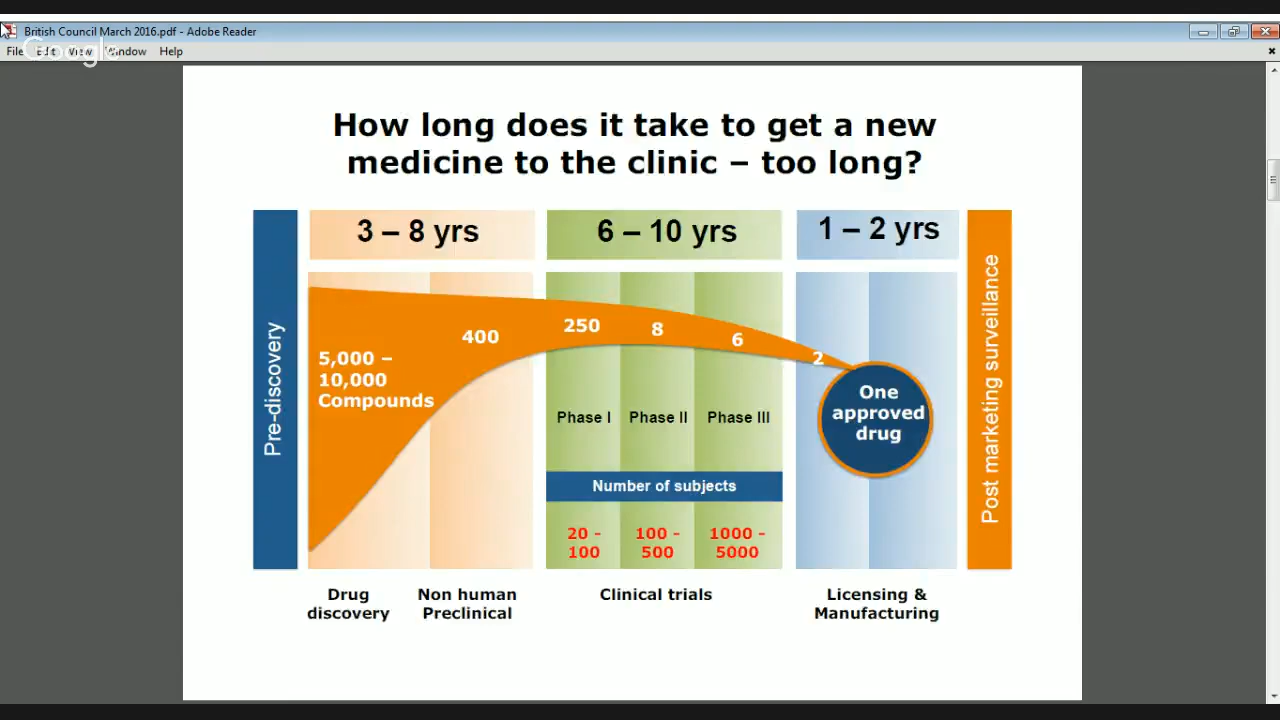 British Council March 2016.pdf - Adobe Reader
File Edit View Window Help
Google
How long does it take to get a new
medicine to the clinic – too long?
Pre-discovery
3 – 8 yrs
6 – 10 yrs
1 – 2 yrs
Post marketing surveillance
5,000 –
10,000
Compounds
400
250
8
6
2
One
approved
drug
Phase I
Phase II
Phase III
Number of subjects
20 -
100
100 -
500
1000 -
5000
Drug
discovery
Non human
Preclinical
Clinical trials
Licensing &
Manufacturing